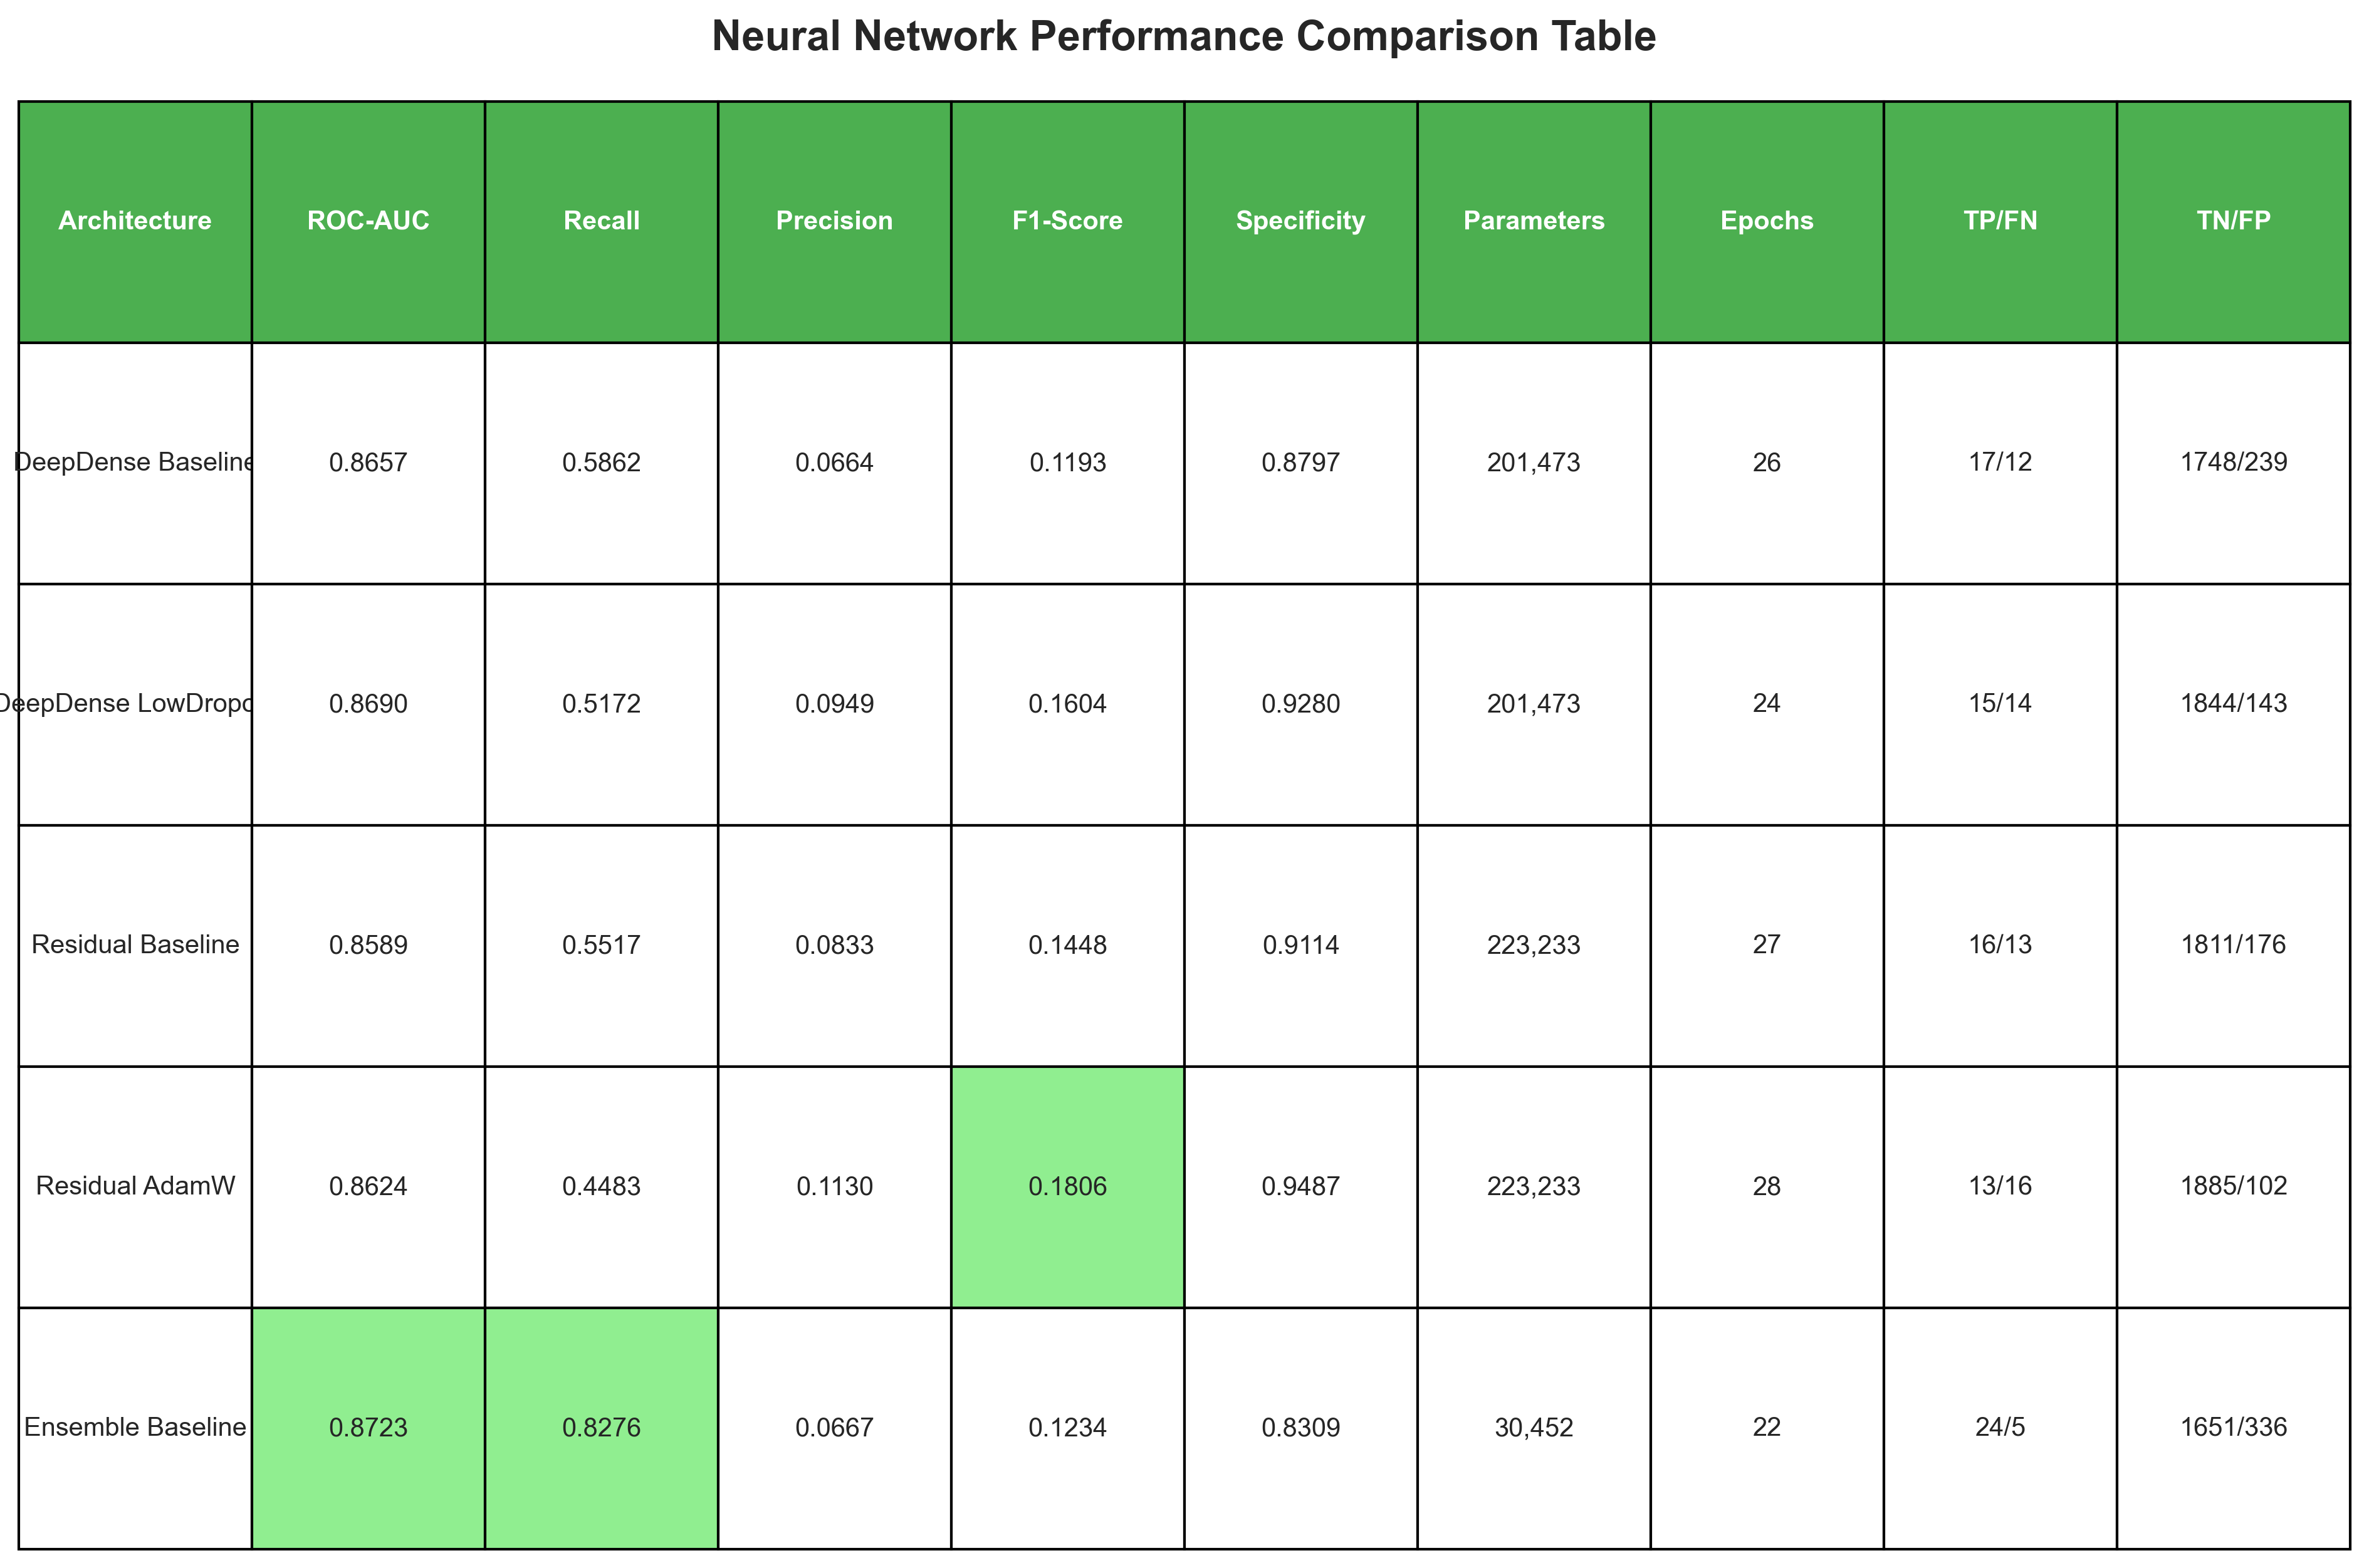 Neural Network Performance Comparison Table
Architecture ROC-AUC Recall Precision F1-Score Specificity Parameters Epochs TP/FN TN/FP
DeepDense Baseline 0.8657 0.5862 0.0664 0.1193 0.8797 201,473 26 17/12 1748/239
DeepDense LowDropo 0.8690 0.5172 0.0949 0.1604 0.9280 201,473 24 15/14 1844/143
Residual Baseline 0.8589 0.5517 0.0833 0.1448 0.9114 223,233 27 16/13 1811/176
Residual AdamW 0.8624 0.4483 0.1130 0.1806 0.9487 223,233 28 13/16 1885/102
Ensemble Baseline 0.8723 0.8276 0.0667 0.1234 0.8309 30,452 22 24/5 1651/336